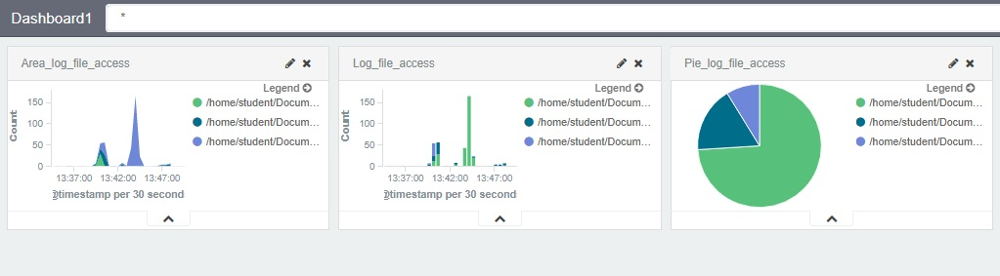 Dashboard1 *
Area_log_file_access
Legend
150
100
50
0
Count
13:37:00 13:42:00 13:47:00
@timestamp per 30 second
/home/student/Docum...
/home/student/Docum...
/home/student/Docum...
Log_file_access
Legend
150
100
50
0
Count
13:37:00 13:42:00 13:47:00
@timestamp per 30 second
/home/student/Docum...
/home/student/Docum...
/home/student/Docum...
Pie_log_file_access
Legend
/home/student/Docum...
/home/student/Docum...
/home/student/Docum...